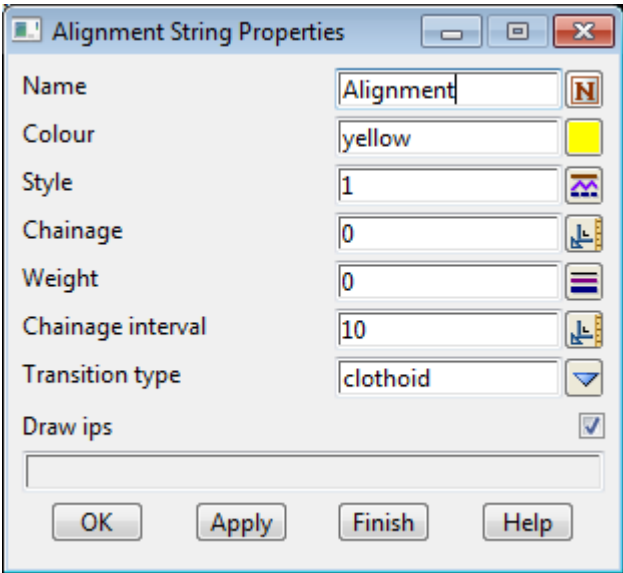 Alignment String Properties
Name Alignment N
Colour yellow
Style 1
Chainage 0
Weight 0
Chainage interval 10
Transition type clothoid
Draw ips
OK Apply Finish Help